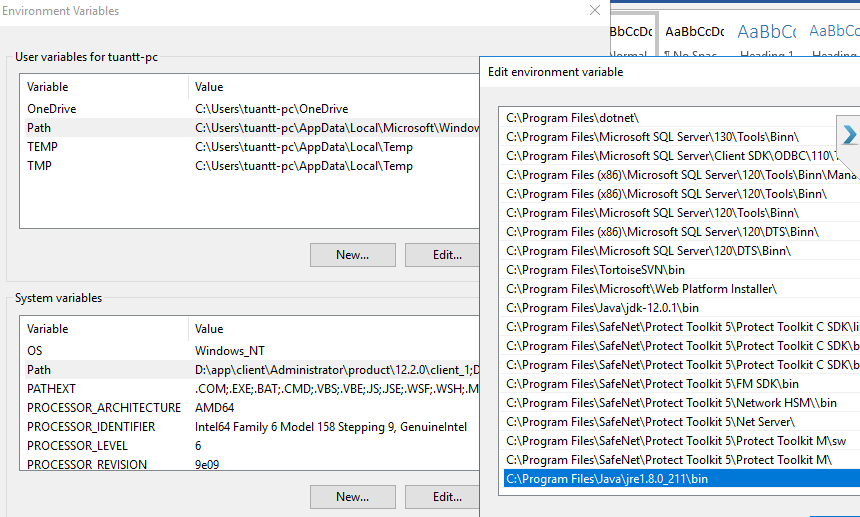 Environment Variables
BbCcDc AaBbCcDc AaBbCc AaBbCc
Normal ¶ No Spac... Heading 1 Heading
User variables for tuantt-pc
Variable Value
OneDrive C:\Users\tuantt-pc\OneDrive
Path C:\Users\tuantt-pc\AppData\Local\Microsoft\Window
TEMP C:\Users\tuantt-pc\AppData\Local\Temp
TMP C:\Users\tuantt-pc\AppData\Local\Temp
New... Edit...
System variables
Variable Value
OS Windows_NT
Path D:\app\client\Administrator\product\12.2.0\client_1;D
PATHEXT .COM;.EXE;.BAT;.CMD;.VBS;.VBE;.JS;.JSE;.WSF;.WSH;.M
PROCESSOR_ARCHITECTURE AMD64
PROCESSOR_IDENTIFIER Intel64 Family 6 Model 158 Stepping 9, GenuineIntel
PROCESSOR_LEVEL 6
PROCESSOR_REVISION 9e09
New... Edit...
Edit environment variable
C:\Program Files\dotnet\
C:\Program Files\Microsoft SQL Server\130\Tools\Binn\
C:\Program Files\Microsoft SQL Server\Client SDK\ODBC\110\
C:\Program Files (x86)\Microsoft SQL Server\120\Tools\Binn\Mana
C:\Program Files (x86)\Microsoft SQL Server\120\Tools\Binn\
C:\Program Files\Microsoft SQL Server\120\Tools\Binn\
C:\Program Files (x86)\Microsoft SQL Server\120\DTS\Binn\
C:\Program Files\Microsoft SQL Server\120\DTS\Binn\
C:\Program Files\TortoiseSVN\bin
C:\Program Files\Microsoft\Web Platform Installer\
C:\Program Files\Java\jdk-12.0.1\bin
C:\Program Files\SafeNet\Protect Toolkit 5\Protect Toolkit C SDK\li
C:\Program Files\SafeNet\Protect Toolkit 5\Protect Toolkit C SDK\b
C:\Program Files\SafeNet\Protect Toolkit 5\Protect Toolkit C SDK\b
C:\Program Files\SafeNet\Protect Toolkit 5\FM SDK\bin
C:\Program Files\SafeNet\Protect Toolkit 5\Network HSM\\bin
C:\Program Files\SafeNet\Protect Toolkit 5\Net Server\
C:\Program Files\SafeNet\Protect Toolkit 5\Protect Toolkit M\sw
C:\Program Files\SafeNet\Protect Toolkit 5\Protect Toolkit M\
C:\Program Files\Java\jre1.8.0_211\bin